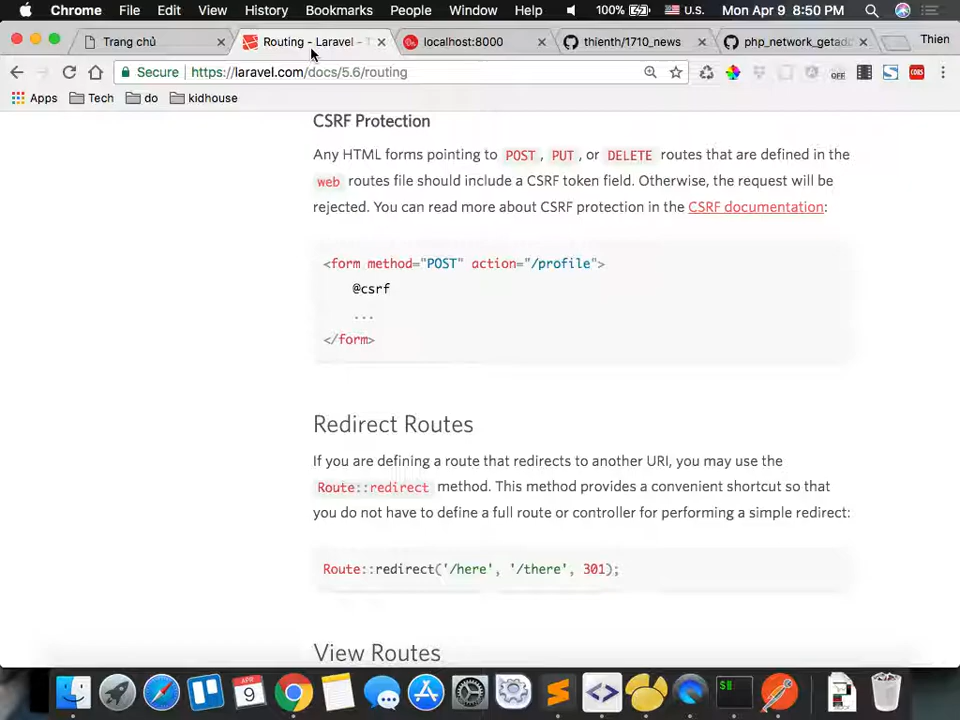 Chrome File Edit View History Bookmarks People Window Help 100% U.S. Mon Apr 9 8:50 PM
Trang chủ Routing - Laravel - T localhost:8000 thienth/1710_news php_network_getadd Thien
Secure https://laravel.com/docs/5.6/routing OFF CORS
Apps Tech do kidhouse
CSRF Protection
Any HTML forms pointing to POST, PUT, or DELETE routes that are defined in the
web routes file should include a CSRF token field. Otherwise, the request will be
rejected. You can read more about CSRF protection in the CSRF documentation:
<form method="POST" action="/profile">
@csrf
...
</form>
Redirect Routes
If you are defining a route that redirects to another URI, you may use the
Route::redirect method. This method provides a convenient shortcut so that
you do not have to define a full route or controller for performing a simple redirect:
Route::redirect('/here', '/there', 301);
View Routes
APR
9